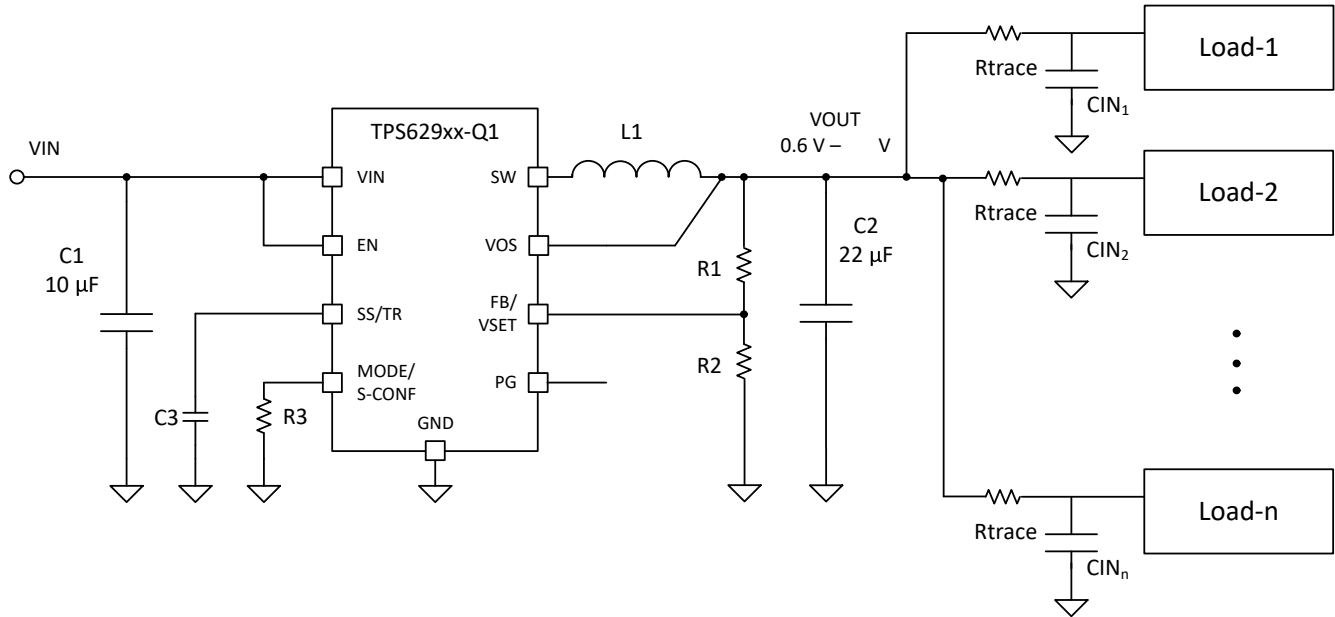 Load-1
Rtrace
CIN₁
VOUT
0.6 V – V
TPS629xx-Q1
L1
VIN
VIN
SW
Load-2
Rtrace
CIN₂
C1
10 µF
EN
VOS
R1
C2
22 µF
SS/TR
FB/
VSET
R2
MODE/
S-CONF
PG
C3
R3
GND
Load-n
Rtrace
CINₙ